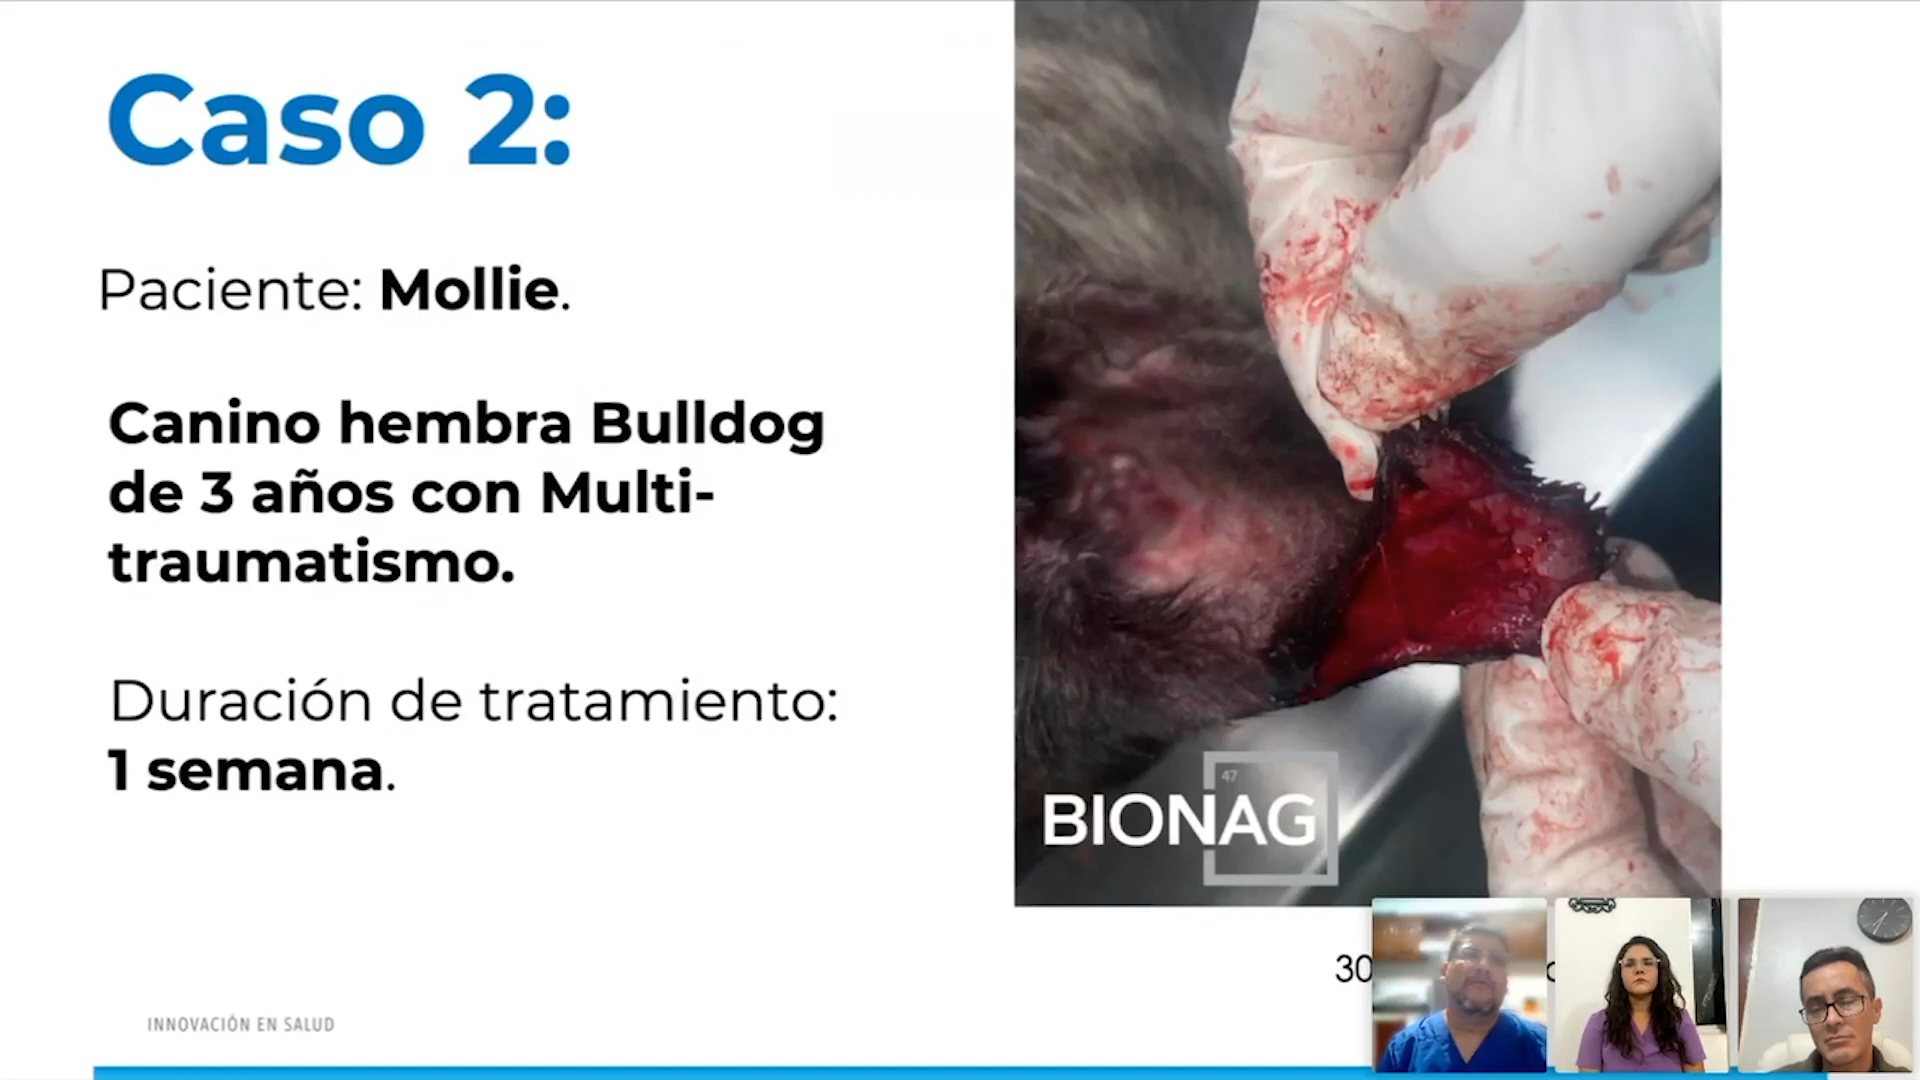 Caso 2:
Paciente: Mollie.
Canino hembra Bulldog
de 3 años con Multi-
traumatismo.
Duración de tratamiento:
1 semana.
47
BIONAG
30
INNOVACIÓN EN SALUD